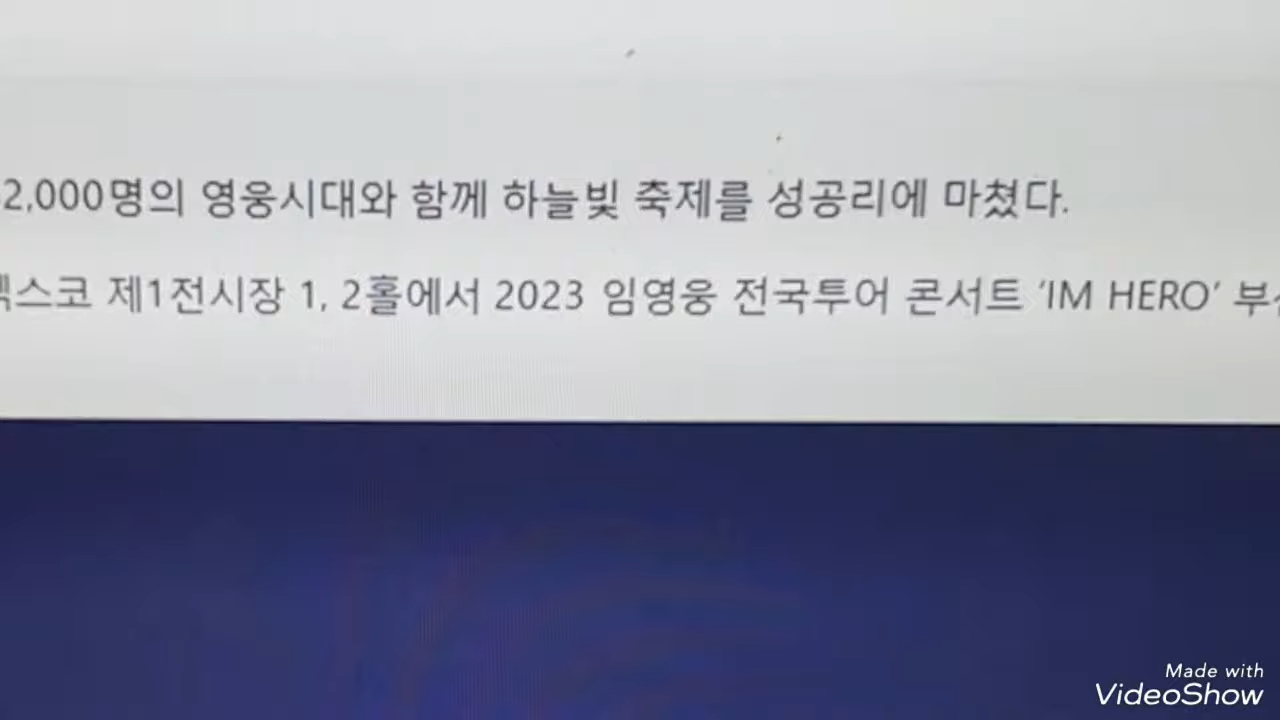 2,000명의 영웅시대와 함께 하늘빛 축제를 성공리에 마쳤다.
제1전시장 1, 2홀에서 2023 임영웅 전국투어 콘서트 ‘IM HERO’
Made with
VideoShow